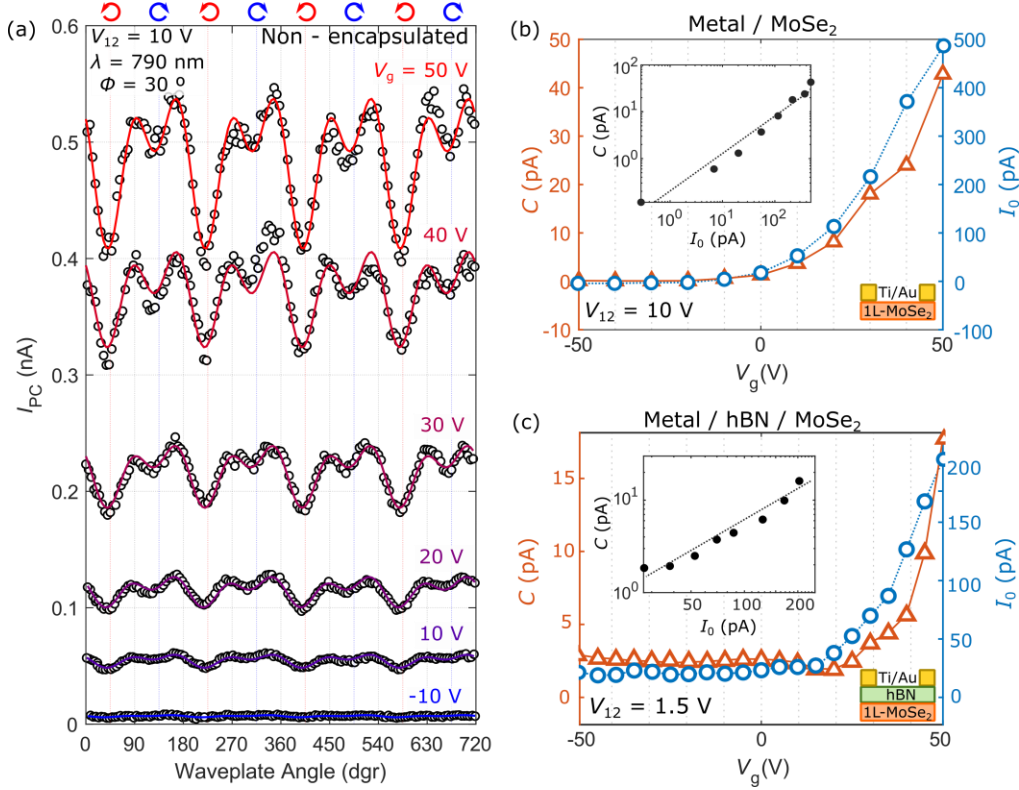 (a)
V12 = 10 V
Non - encapsulated
λ = 790 nm
Φ = 30 º
Vg = 50 V
40 V
30 V
20 V
10 V
-10 V
0.6
0.5
0.4
0.3
0.2
0.1
0
IPC (nA)
0 90 180 270 360 450 540 630 720
Waveplate Angle (dgr)
(b)
Metal / MoSe2
50
40
30
20
10
0
-10
C (pA)
500
400
300
200
100
0
-100
I0 (pA)
10²
10¹
10⁰
C (pA)
10⁰ 10¹ 10²
I0 (pA)
V12 = 10 V
Ti/Au
1L-MoSe2
-50 0 50
Vg(V)
(c)
Metal / hBN / MoSe2
15
10
5
0
C (pA)
200
150
100
50
0
I0 (pA)
10¹
10⁰
C (pA)
50 100 200
I0 (pA)
V12 = 1.5 V
Ti/Au
hBN
1L-MoSe2
-50 0 50
Vg(V)